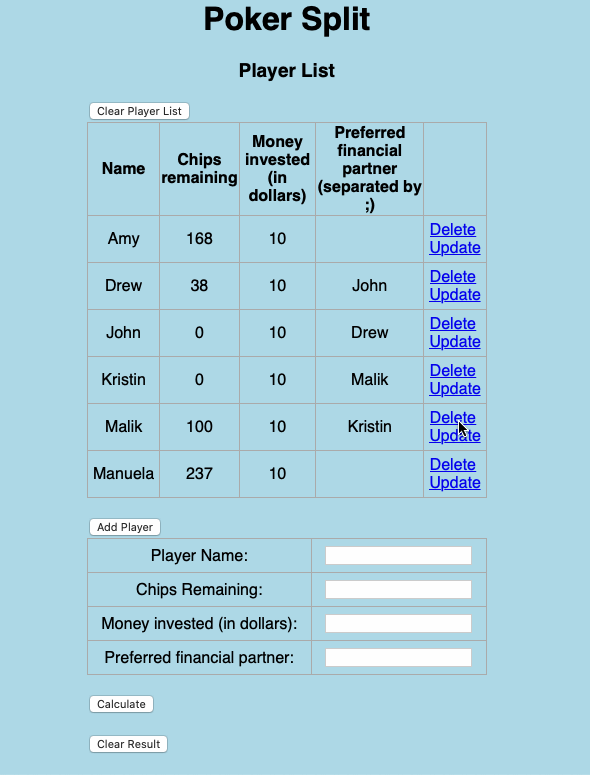 Poker Split
Player List
Clear Player List
Name
Chips
remaining
Money
invested
(in
dollars)
Preferred
financial
partner
(separated by
;)
Amy 168 10 Delete
Update
Drew 38 10 John Delete
Update
John 0 10 Drew Delete
Update
Kristin 0 10 Malik Delete
Update
Malik 100 10 Kristin Delete
Update
Manuela 237 10 Delete
Update
Add Player
Player Name:
Chips Remaining:
Money invested (in dollars):
Preferred financial partner:
Calculate
Clear Result